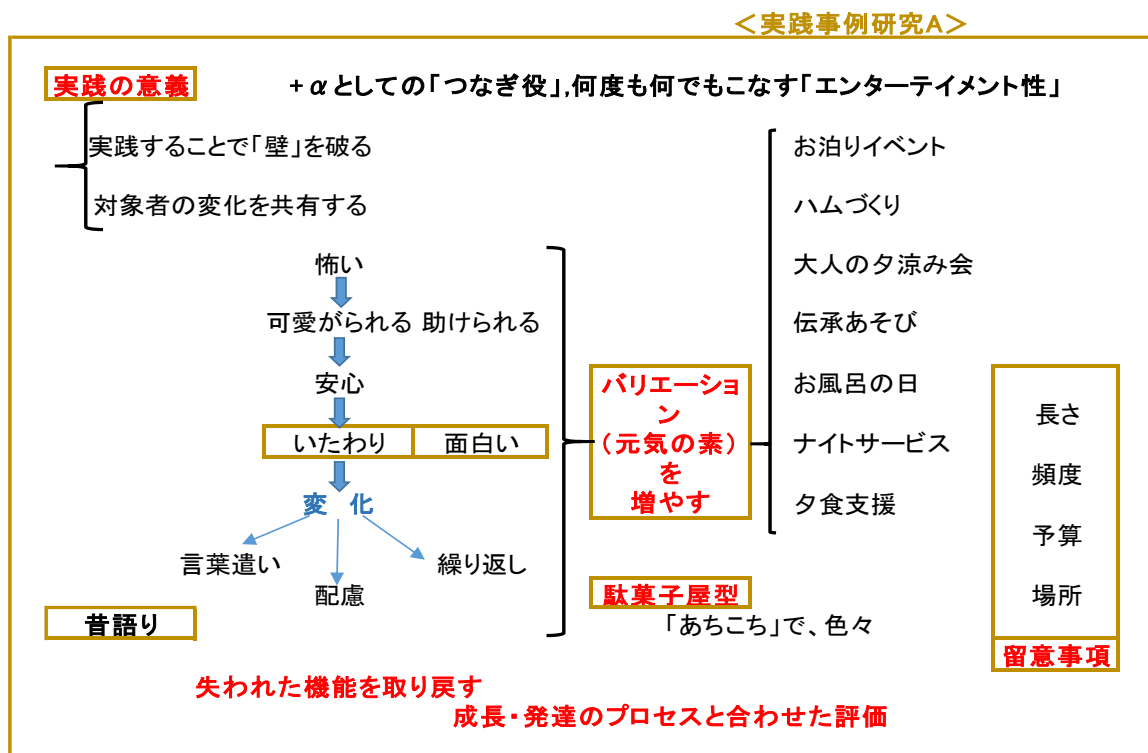 ＜実践事例研究A＞
実践の意義
+αとしての「つなぎ役」,何度も何でもこなす「エンターテイメント性」
実践することで「壁」を破る
対象者の変化を共有する
怖い
可愛がられる 助けられる
安心
いたわり
面白い
変 化
言葉遣い
配慮
繰り返し
昔語り
バリエーショ
ン
（元気の素）
を
増やす
駄菓子屋型
「あちこち」で、色々
お泊りイベント
ハムづくり
大人の夕涼み会
伝承あそび
お風呂の日
ナイトサービス
夕食支援
長さ
頻度
予算
場所
留意事項
失われた機能を取り戻す
成長・発達のプロセスと合わせた評価